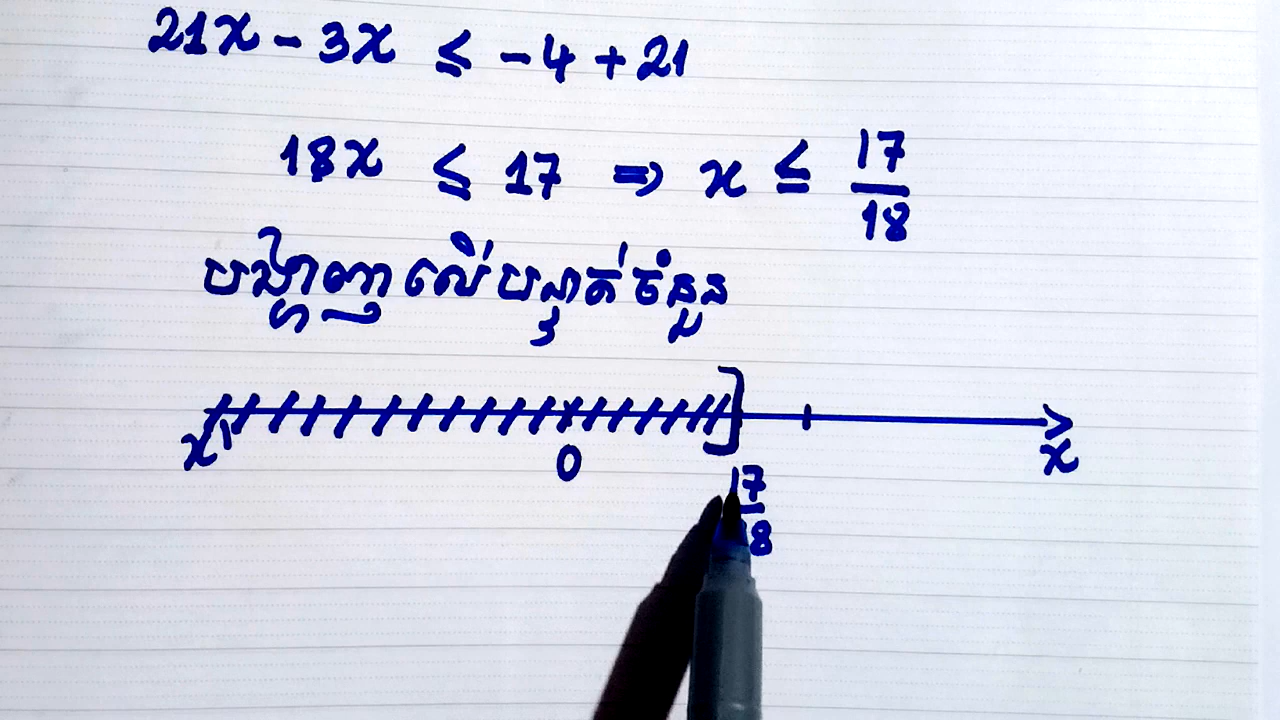 21x - 3x ≤ -4 + 21
18x ≤ 17 ⇒ x ≤ 17/18
បង្ហាញលើបន្ទាត់ចំនួន
x' 0 17/18 x